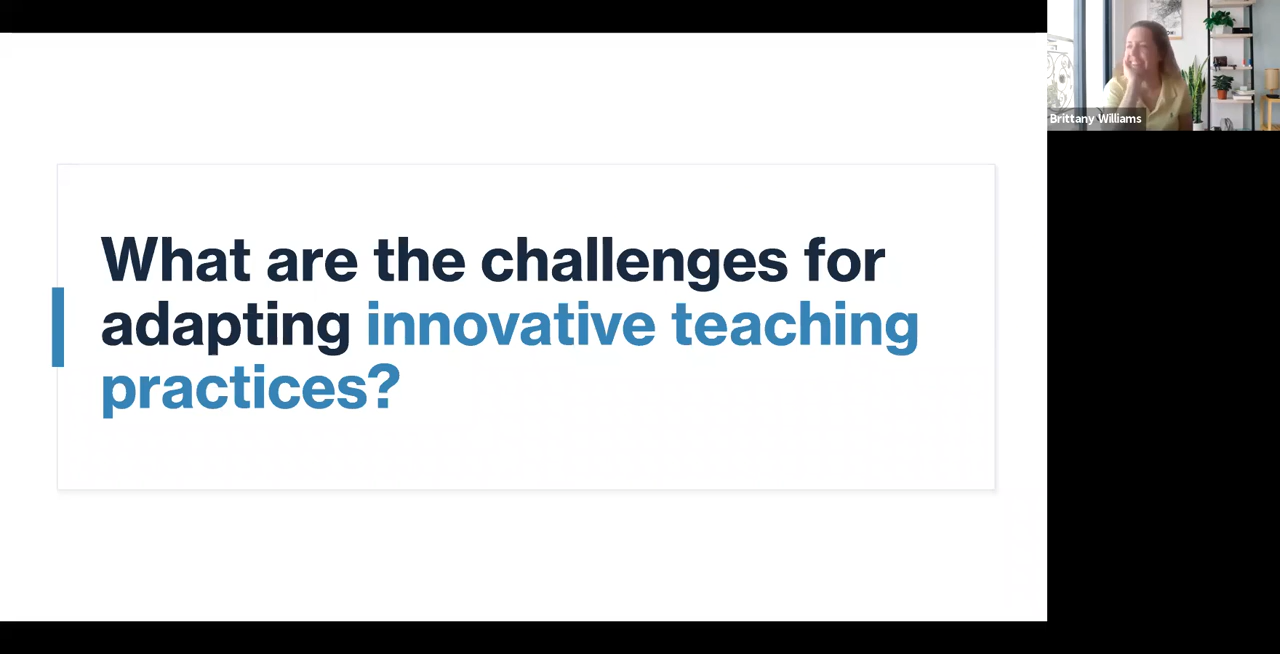 What are the challenges for
adapting innovative teaching
practices?
Brittany Williams